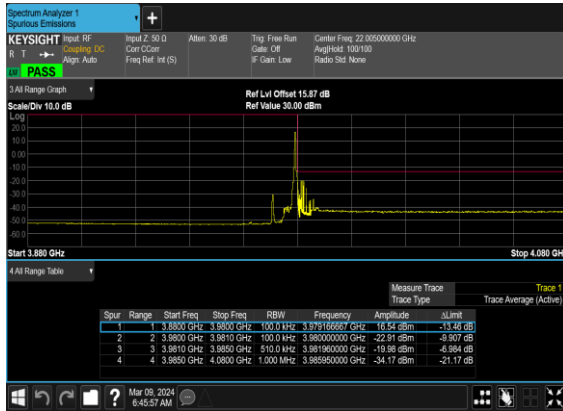 Spectrum Analyzer 1
Spurious Emissions
KEYSIGHT
Input: RF
Coupling: DC
Align: Auto
Input Z: 50 Ω
Corr CCorr
Freq Ref: Int (S)
Atten: 30 dB
Trig: Free Run
Gate: Off
IF Gain: Low
Center Freq: 22.005000000 GHz
Avg|Hold: 100/100
Radio Std: None
R T
PASS
3 All Range Graph
Scale/Div 10.0 dB
Ref Lvl Offset 15.87 dB
Ref Value 30.00 dBm
Log
20.0
10.0
0.00
-10.0
-20.0
-30.0
-40.0
-50.0
-60.0
Start 3.880 GHz
Stop 4.080 GH
4 All Range Table
Measure Trace Trace 1
Trace Type Trace Average (Active)
Spur Range Start Freq Stop Freq RBW Frequency Amplitude ΔLimit
1 1 3.8800 GHz 3.9800 GHz 100.0 kHz 3.979166667 GHz 16.54 dBm -13.46 dB
2 2 3.9800 GHz 3.9810 GHz 100.0 kHz 3.980000000 GHz -22.91 dBm -9.907 dB
3 3 3.9810 GHz 3.9850 GHz 510.0 kHz 3.981960000 GHz -19.98 dBm -6.984 dB
4 4 3.9850 GHz 4.0800 GHz 1.000 MHz 3.985950000 GHz -34.17 dBm -21.17 dB
Mar 09, 2024
6:45:57 AM